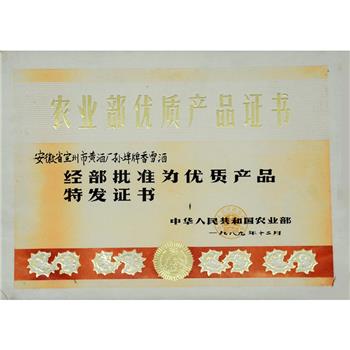 农业部优质产品证书
安徽省宣州市黄酒厂孙埠牌香雪酒
经部批准为优质产品
特发证书
中华人民共和国农业部
一九八九年十二月